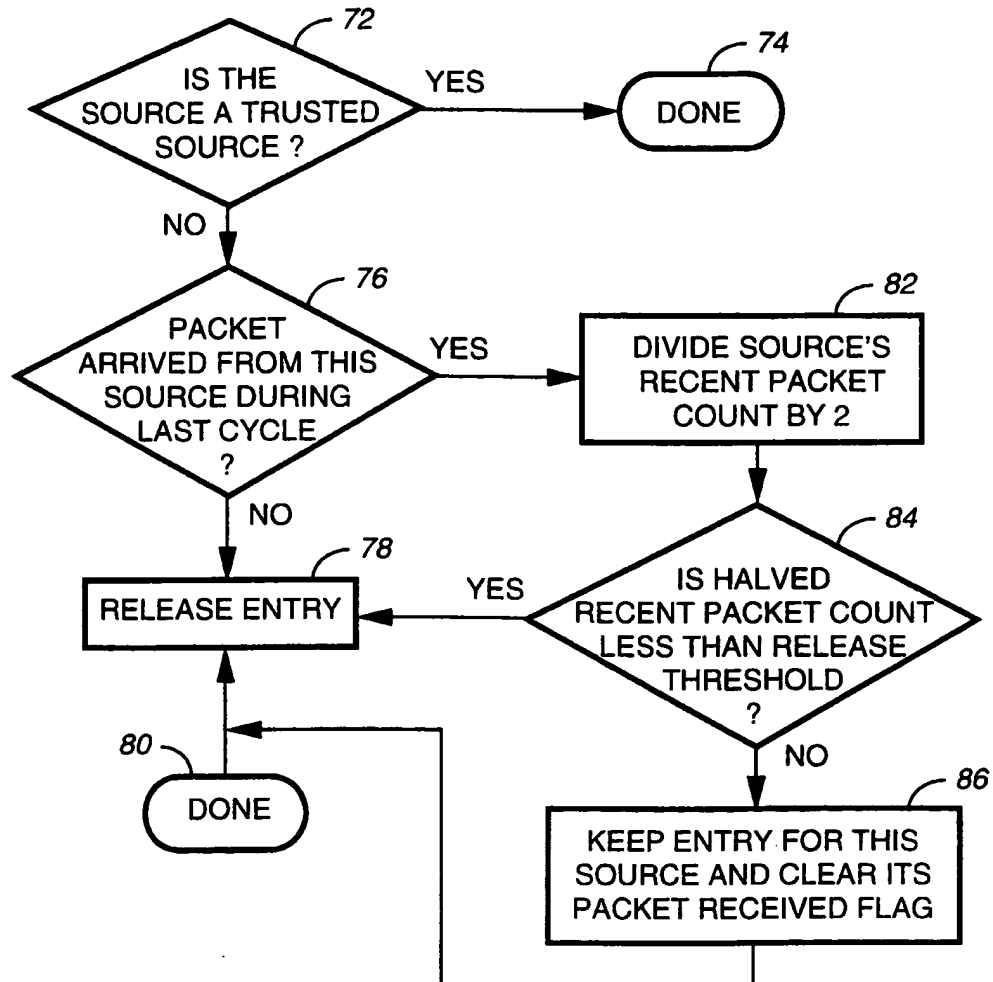 72
IS THE
SOURCE A TRUSTED
SOURCE ?
YES
74
DONE
NO
76
PACKET
ARRIVED FROM THIS
SOURCE DURING
LAST CYCLE
?
YES
82
DIVIDE SOURCE'S
RECENT PACKET
COUNT BY 2
NO
78
RELEASE ENTRY
84
IS HALVED
RECENT PACKET COUNT
LESS THAN RELEASE
THRESHOLD
?
YES
80
DONE
NO
86
KEEP ENTRY FOR THIS
SOURCE AND CLEAR ITS
PACKET RECEIVED FLAG